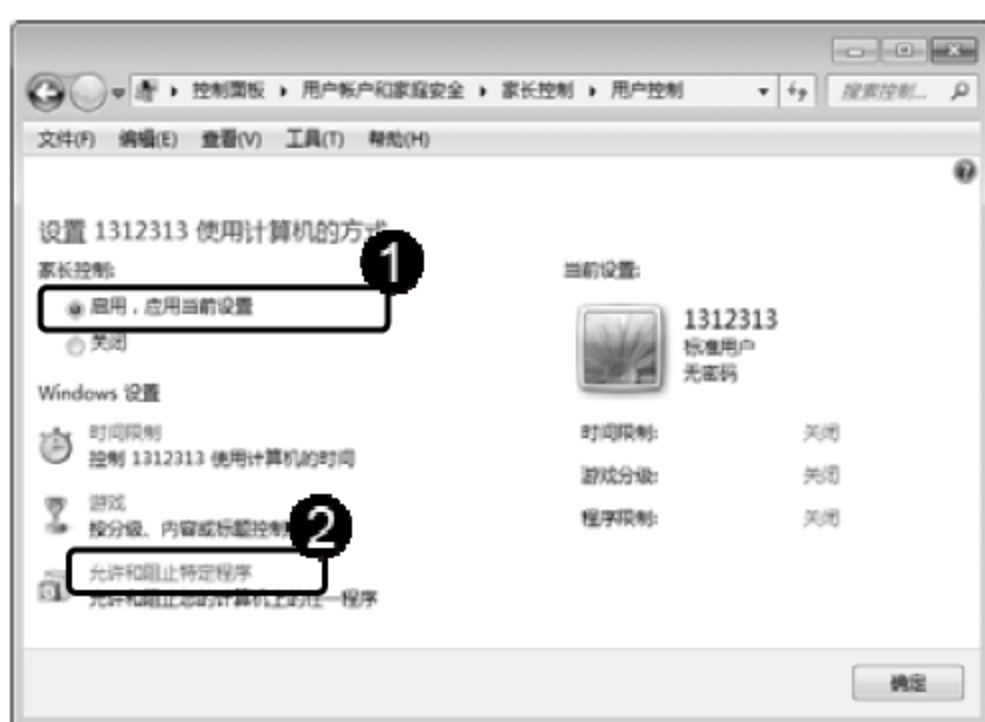 控制面板 ▸ 用户帐户和家庭安全 ▸ 家长控制 ▸ 用户控制
搜索控制...
文件(F) 编辑(E) 查看(V) 工具(T) 帮助(H)
设置 1312313 使用计算机的方式
1
家长控制:
启用，应用当前设置
关闭
当前设置:
1312313
标准用户
无密码
Windows 设置
时间限制
控制 1312313 使用计算机的时间
游戏
按分级、内容或标题控制
2
允许和阻止特定程序
允许和阻止您的计算机上的任一程序
时间限制: 关闭
游戏分级: 关闭
程序限制: 关闭
确定